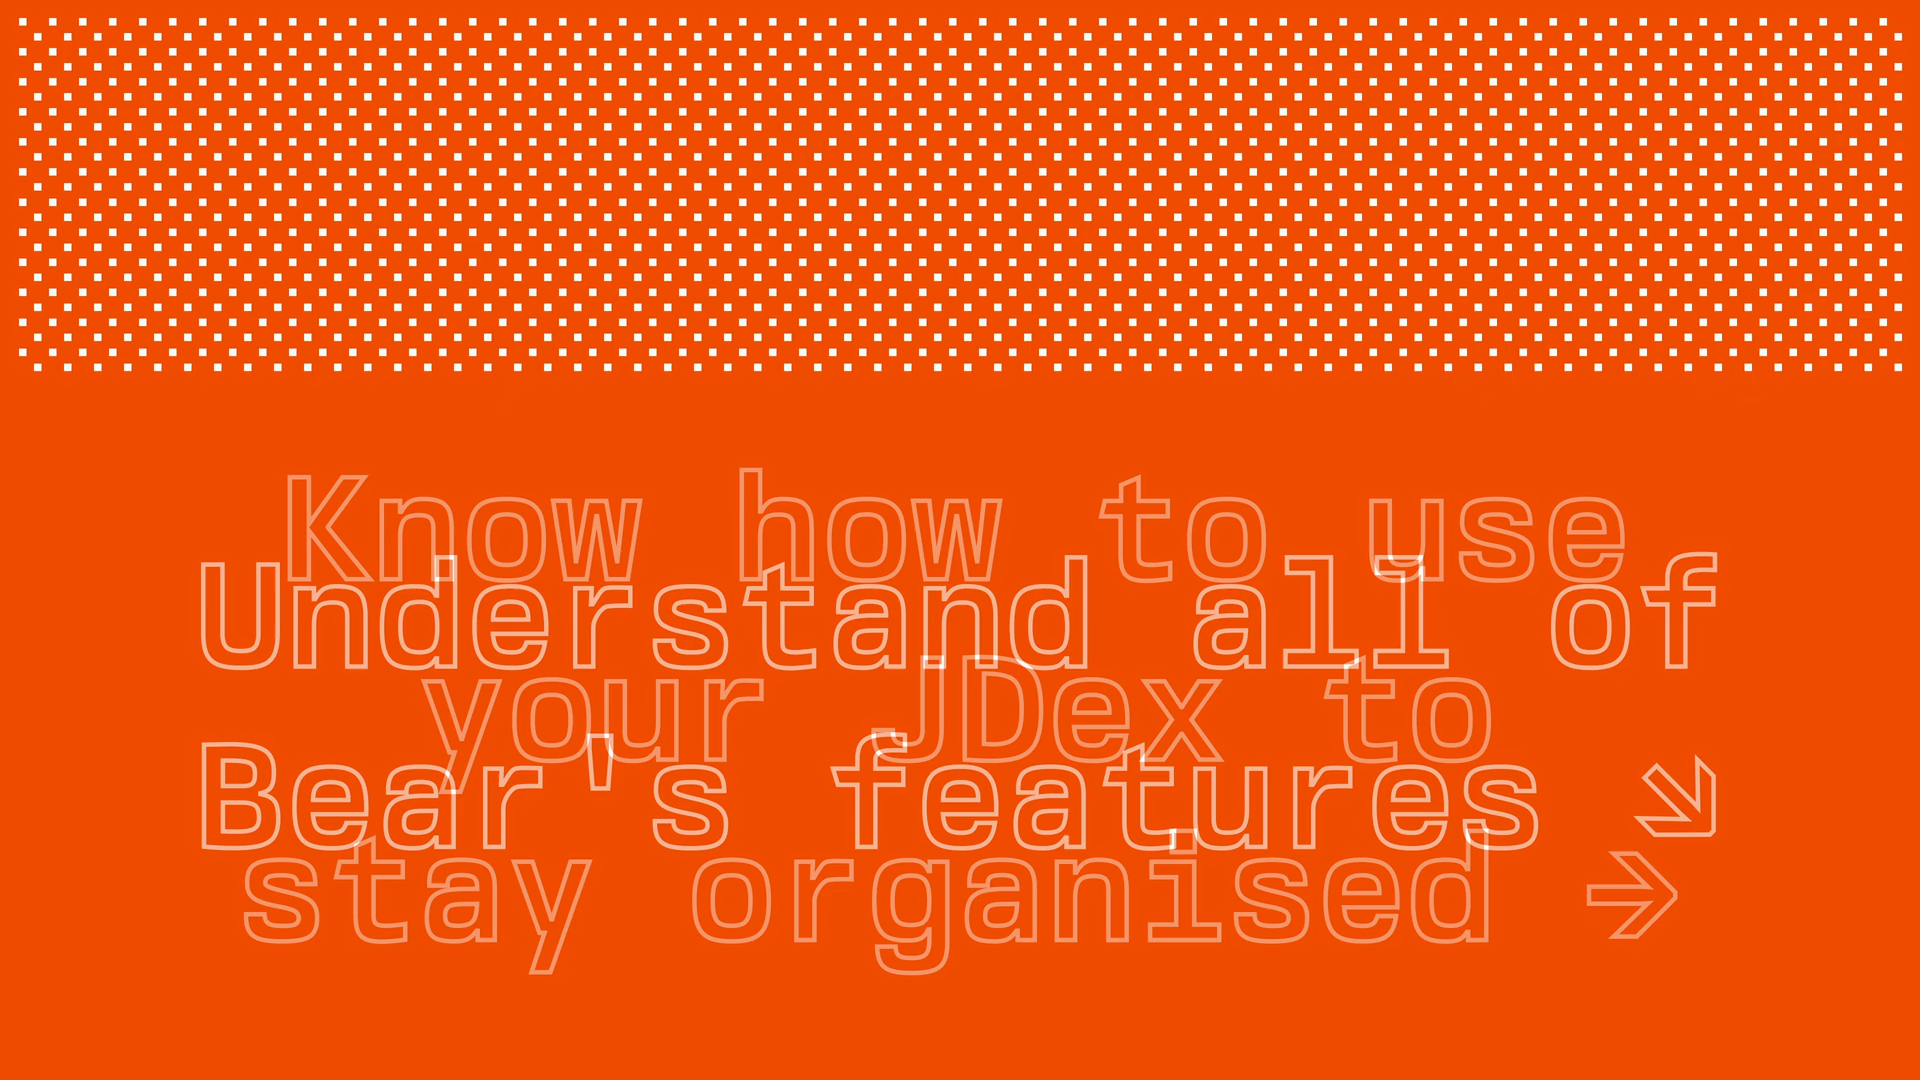 Know how to use
your JDex to
stay organised →
Understand all of
Bear's features ↘